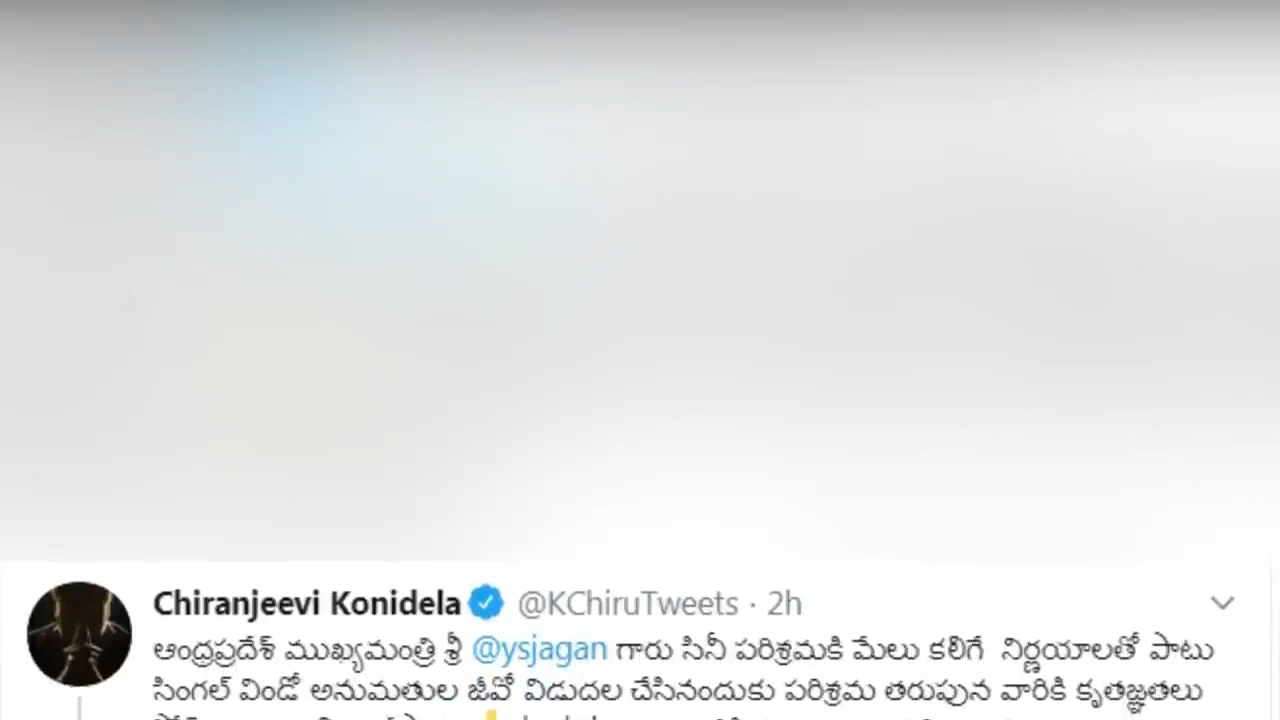 Chiranjeevi Konidela @KChiruTweets · 2h
ఆంధ్రప్రదేశ్ ముఖ్యమంత్రి శ్రీ @ysjagan గారు సినీ పరిశ్రమకి మేలు కలిగే నిర్ణయాలతో పాటు
సింగల్ విండో అనుమతుల జీవో విడుదల చేసినందుకు పరిశ్రమ తరుపున వారికి కృతజ్ఞతలు